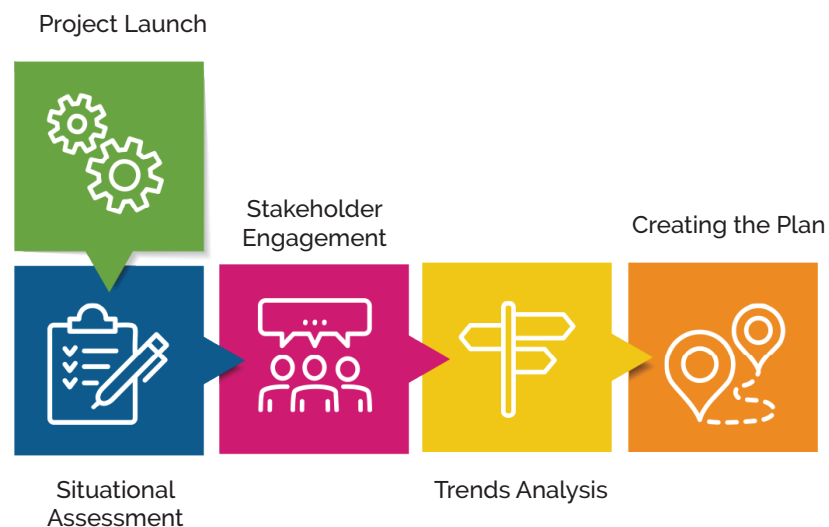 Project Launch
Stakeholder
Engagement
Creating the Plan
...
Situational
Assessment
Trends Analysis